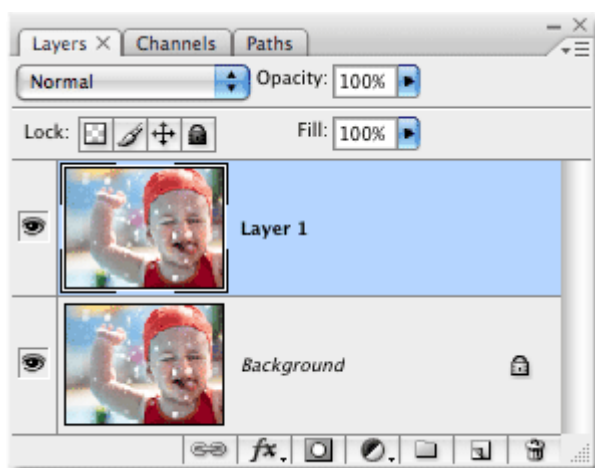 Layers Channels Paths
Normal Opacity: 100%
Lock: Fill: 100%
Layer 1
Background
fx